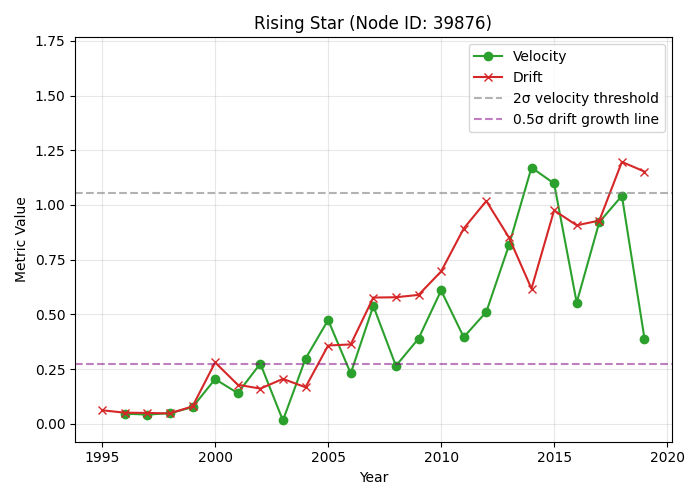 Rising Star (Node ID: 39876)
1.75
1.50
1.25
1.00
0.75
0.50
0.25
0.00
Metric Value
Velocity
Drift
2σ velocity threshold
0.5σ drift growth line
1995 2000 2005 2010 2015 2020
Year